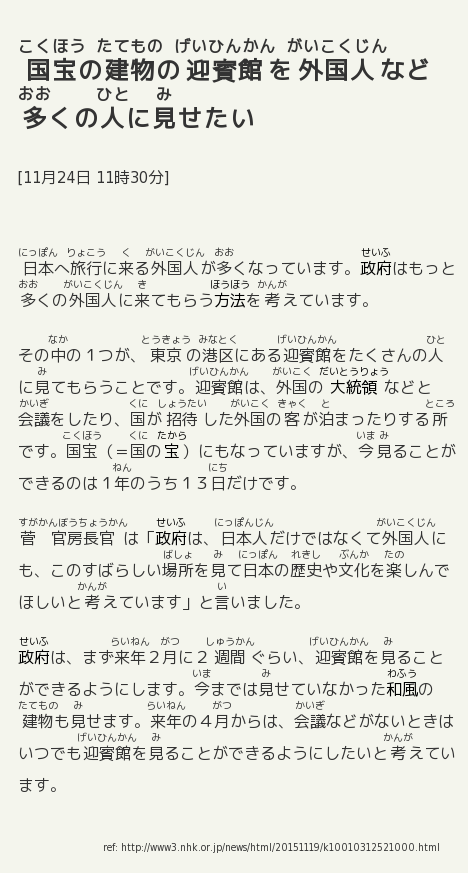 こくほう たてもの げいひんかん がいこくじん
国宝の建物の迎賓館を外国人など
おお ひと み
多くの人に見せたい
[11月24日 11時30分]
にっぽん りょこう く がいこくじん おお せいふ
日本へ旅行に来る外国人が多くなっています。政府はもっと
おお がいこくじん き ほうほう かんが
多くの外国人に来てもらう方法を考えています。
なか とうきょう みなとく げいひんかん ひと
その中の１つが、東京の港区にある迎賓館をたくさんの人
み げいひんかん がいこく だいとうりょう
に見てもらうことです。迎賓館は、外国の大統領などと
かいぎ くに しょうたい がいこく きゃく と ところ
会議をしたり、国が招待した外国の客が泊まったりする所
こくほう くに たから いま み
です。国宝（＝国の宝）にもなっていますが、今見ることが
ねん にち
できるのは１年のうち１３日だけです。
すがかんぼうちょうかん せいふ にっぽんじん がいこくじん
菅官房長官は「政府は、日本人だけではなくて外国人に
ばしょ み にっぽん れきし ぶんか たの
も、このすばらしい場所を見て日本の歴史や文化を楽しんで
かんが い
ほしいと考えています」と言いました。
せいふ らいねん がつ しゅうかん げいひんかん み
政府は、まず来年２月に２週間ぐらい、迎賓館を見ること
いま み わふう
ができるようにします。今までは見せていなかった和風の
たてもの み らいねん がつ かいぎ
建物も見せます。来年の４月からは、会議などがないときは
げいひんかん み かんが
いつでも迎賓館を見ることができるようにしたいと考えてい
ます。
ref: http://www3.nhk.or.jp/news/html/20151119/k10010312521000.html